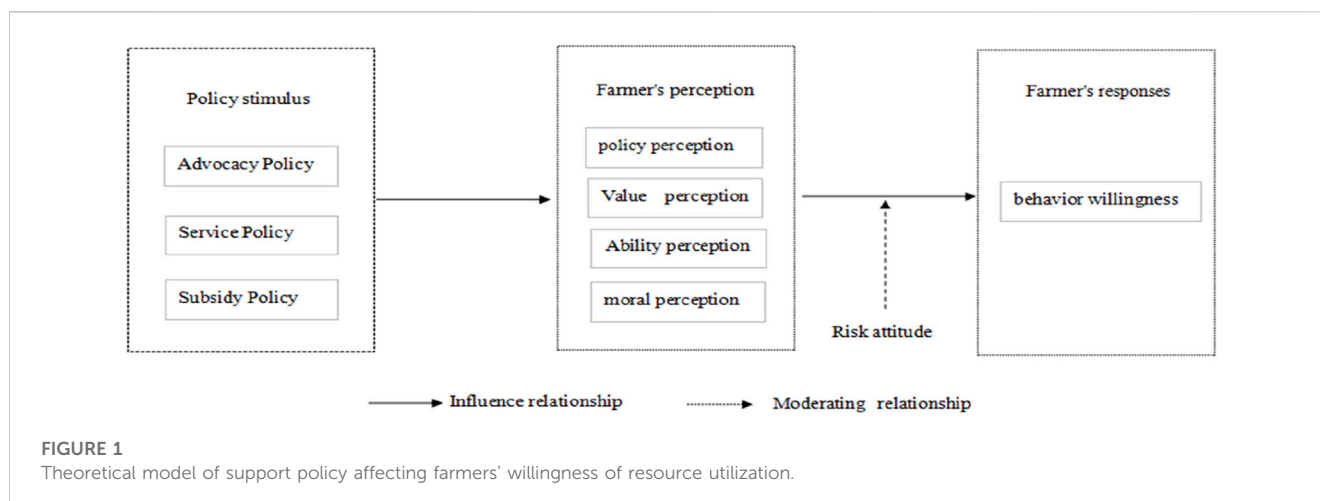 Policy stimulus
Advocacy Policy
Service Policy
Subsidy Policy
Farmer's perception
policy perception
Value perception
Ability perception
moral perception
Risk attitude
Farmer's responses
behavior willingness
Influence relationship
Moderating relationship
FIGURE 1
Theoretical model of support policy affecting farmers' willingness of resource utilization.